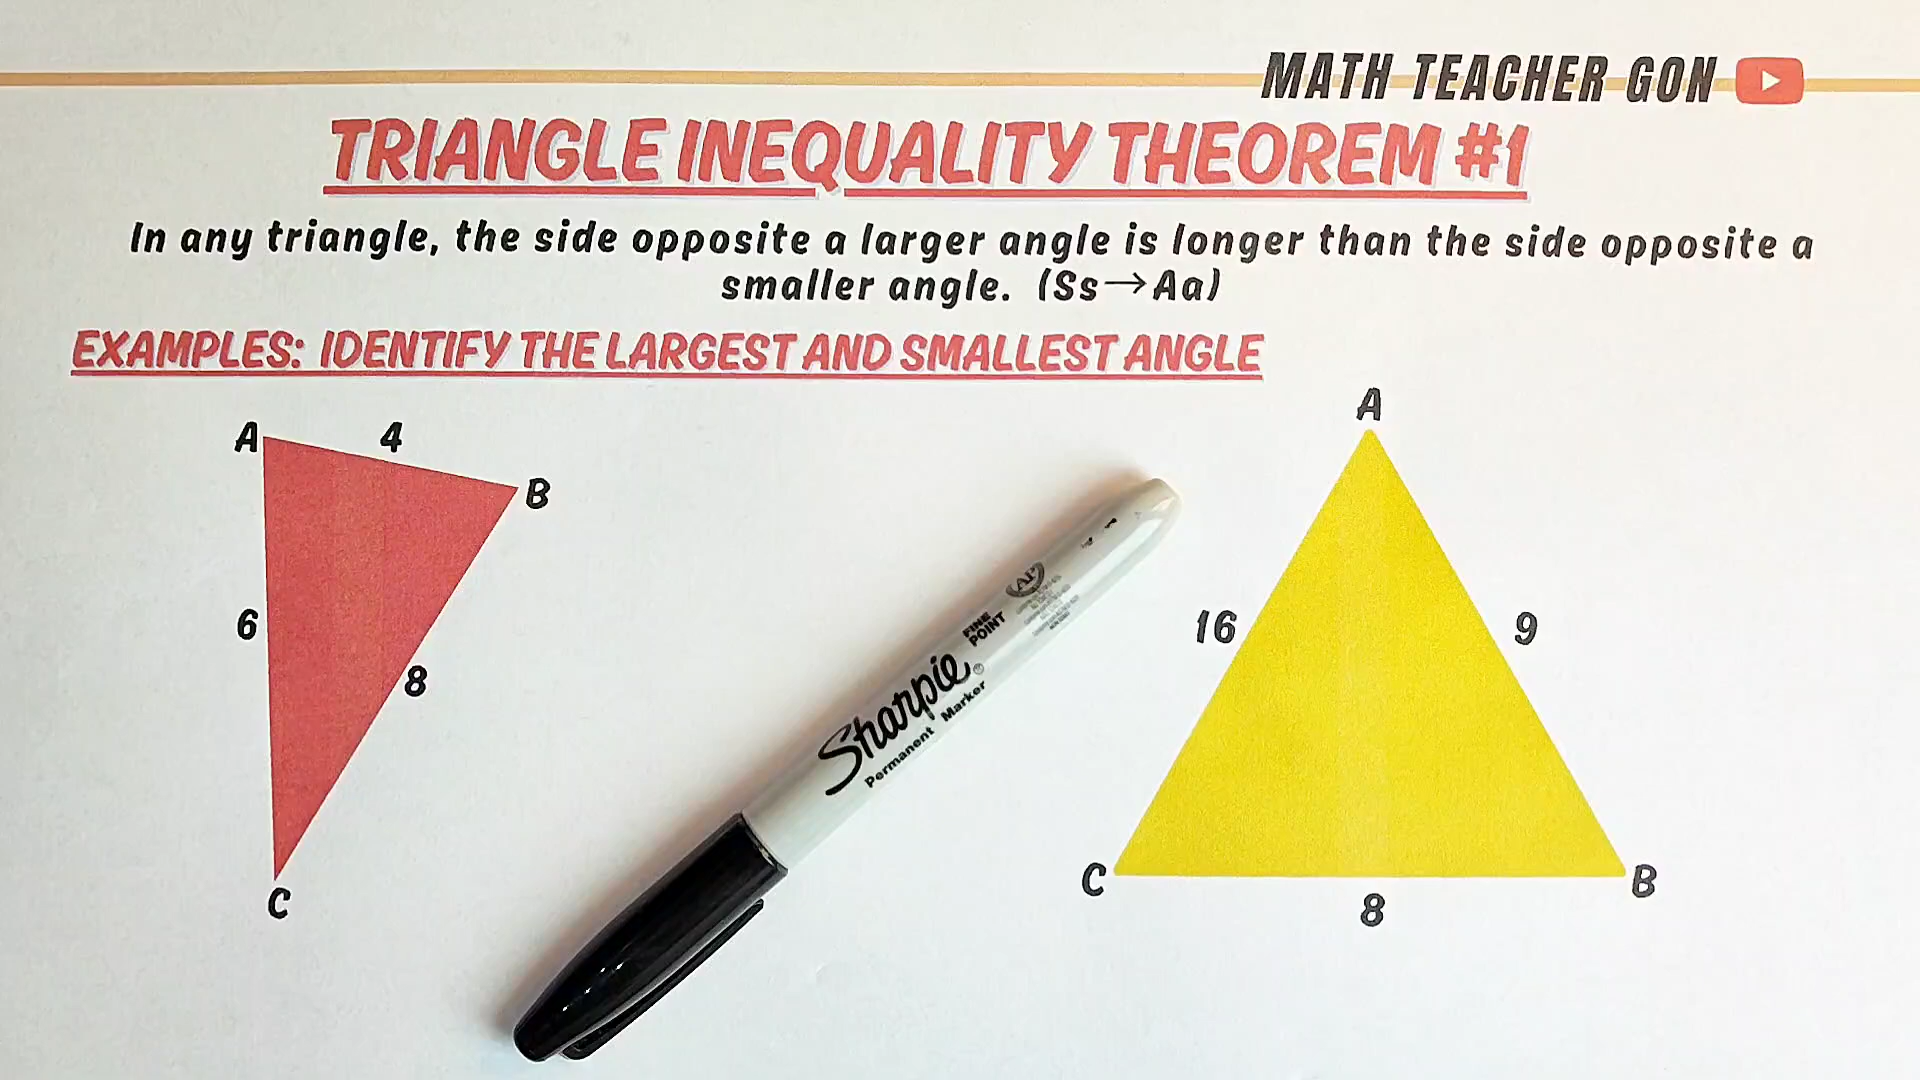 MATH TEACHER GON
TRIANGLE INEQUALITY THEOREM #1
In any triangle, the side opposite a larger angle is longer than the side opposite a
smaller angle. (Ss→Aa)
EXAMPLES: IDENTIFY THE LARGEST AND SMALLEST ANGLE
A
4
B
6
8
C
AP
FINE
POINT
Sharpie®
Permanent Marker
A
16
9
C
B
8